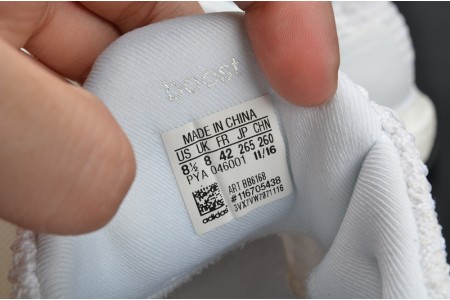 boost
MADE IN CHINA
US UK FR JP CHN
8½ 8 42 265 260
PYA 046001 11/16
ART BB6168
#116705438
3VX7VW7B71116
adidas